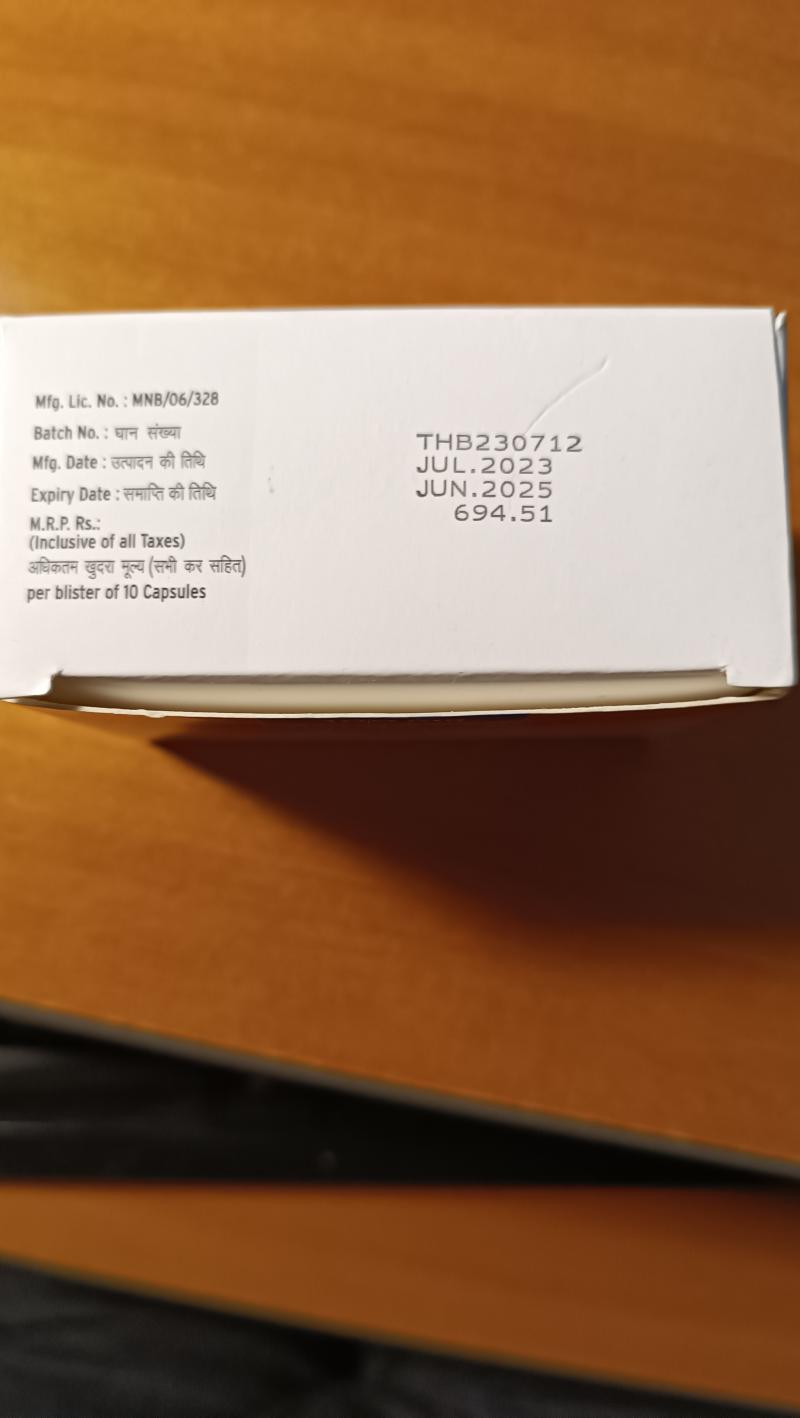 Mfg. Lic. No. : MNB/06/328
Batch No. : घान संख्या
Mfg. Date : उत्पादन की तिथि
Expiry Date : समाप्ति की तिथि
M.R.P. Rs.:
(Inclusive of all Taxes)
अधिकतम खुदरा मूल्य (सभी कर सहित)
per blister of 10 Capsules
THB230712
JUL.2023
JUN.2025
694.51